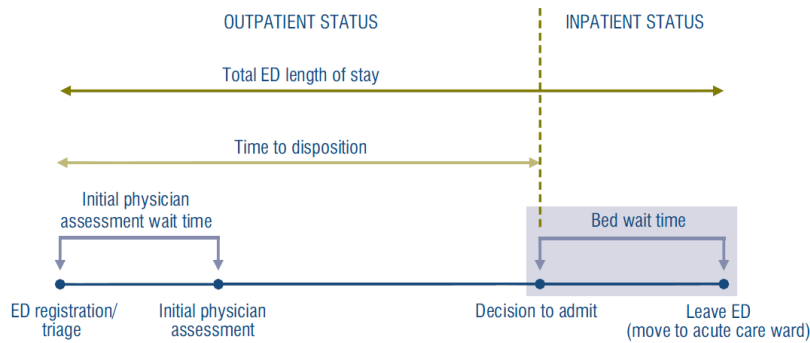 OUTPATIENT STATUS
INPATIENT STATUS
Total ED length of stay
Time to disposition
Initial physician
assessment wait time
Bed wait time
ED registration/
triage
Initial physician
assessment
Decision to admit
Leave ED
(move to acute care ward)